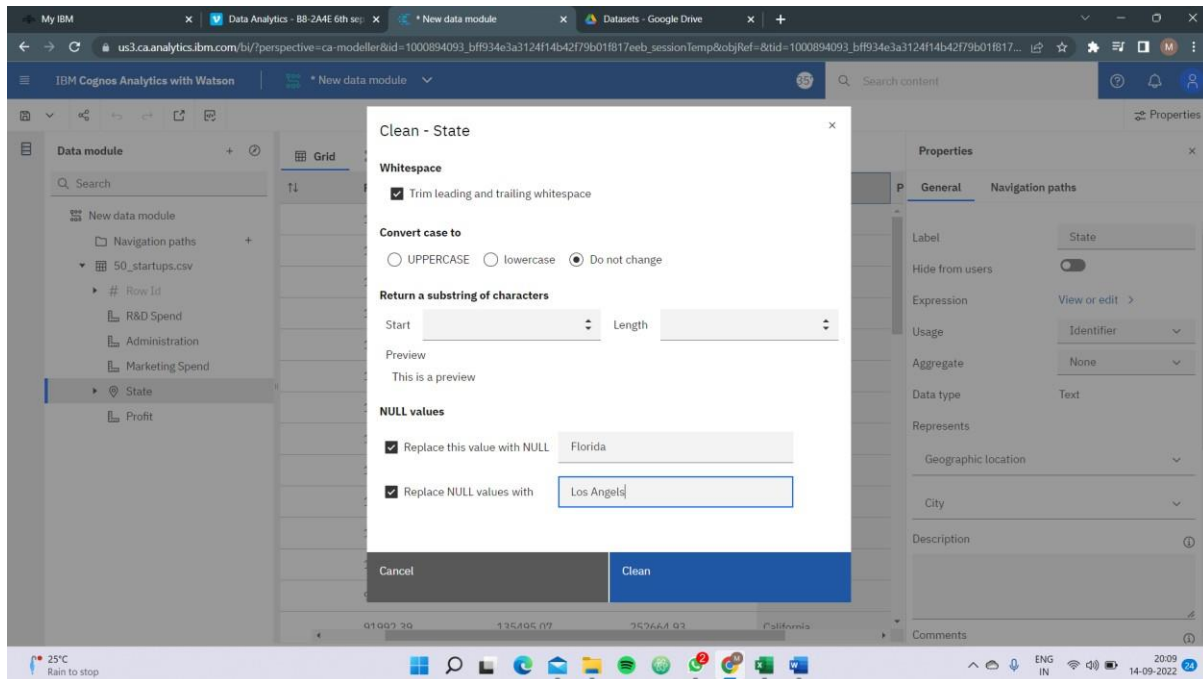 My IBM
Data Analytics - B8-2A4E 6th sep
* New data module
Datasets - Google Drive
us3.ca.analytics.ibm.com/bi/?perspective=ca-modeller&id=1000894093_bff934e3a3124f14b42f79b01f817eeb_sessionTemp&objRef=&tid=1000894093_bff934e3a3124f14b42f79b01f817...
M
IBM Cognos Analytics with Watson
* New data module
35
Search content
Properties
Data module
Search
New data module
Navigation paths
50_startups.csv
# Row Id
R&D Spend
Administration
Marketing Spend
State
Profit
Grid
Clean - State
Whitespace
Trim leading and trailing whitespace
Convert case to
UPPERCASE lowercase Do not change
Return a substring of characters
Start Length
Preview
This is a preview
NULL values
Replace this value with NULL Florida
Replace NULL values with Los Angels
Cancel Clean
91992.39 135495.07 252664.93 California
P
Properties
General Navigation paths
Label State
Hide from users
Expression View or edit
Usage Identifier
Aggregate None
Data type Text
Represents
Geographic location
City
Description
Comments
25°C
Rain to stop
2
M
ENG
IN
20:09
14-09-2022
24